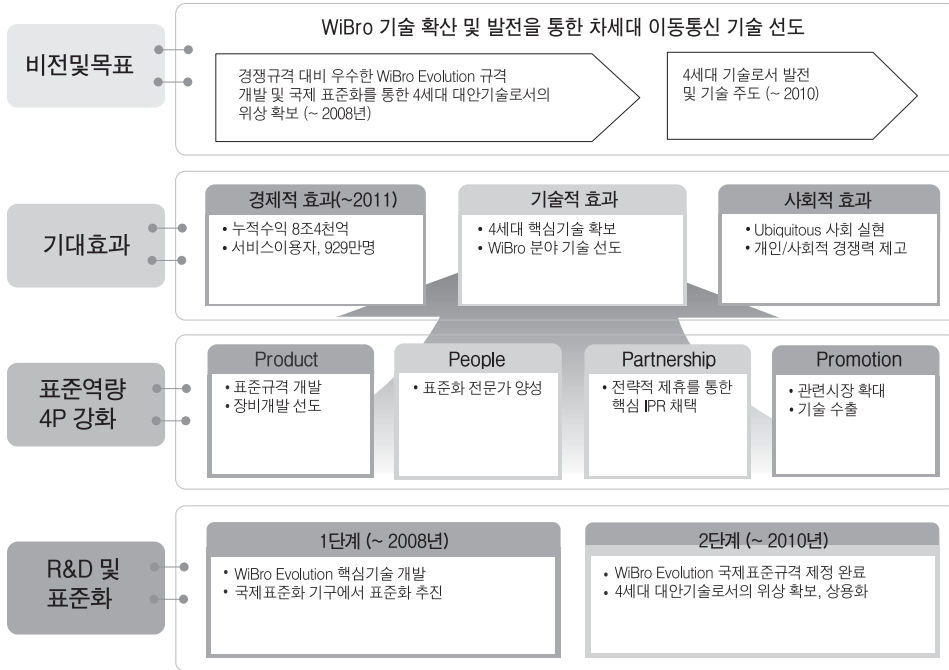 비전및목표
WiBro 기술 확산 및 발전을 통한 차세대 이동통신 기술 선도
경쟁규격 대비 우수한 WiBro Evolution 규격
개발 및 국제 표준화를 통한 4세대 대안기술로서의
위상 확보 (~ 2008년)
4세대 기술로서 발전
및 기술 주도 (~ 2010)
기대효과
경제적 효과(~2011)
• 누적수익 8조4천억
• 서비스이용자, 929만명
기술적 효과
• 4세대 핵심기술 확보
• WiBro 분야 기술 선도
사회적 효과
• Ubiquitous 사회 실현
• 개인/사회적 경쟁력 제고
표준역량
4P 강화
Product
• 표준규격 개발
• 장비개발 선도
People
• 표준화 전문가 양성
Partnership
• 전략적 제휴를 통한
핵심 IPR 채택
Promotion
• 관련시장 확대
• 기술 수출
R&D 및
표준화
1단계 (~ 2008년)
• WiBro Evolution 핵심기술 개발
• 국제표준화 기구에서 표준화 추진
2단계 (~ 2010년)
• WiBro Evolution 국제표준규격 제정 완료
• 4세대 대안기술로서의 위상 확보, 상용화